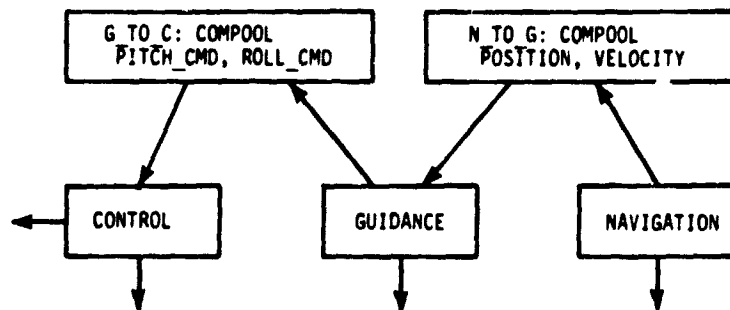 G TO C: COMPOOL
PITCH_CMD, ROLL_CMD
N TO G: COMPOOL
POSITION, VELOCITY
CONTROL
GUIDANCE
NAVIGATION